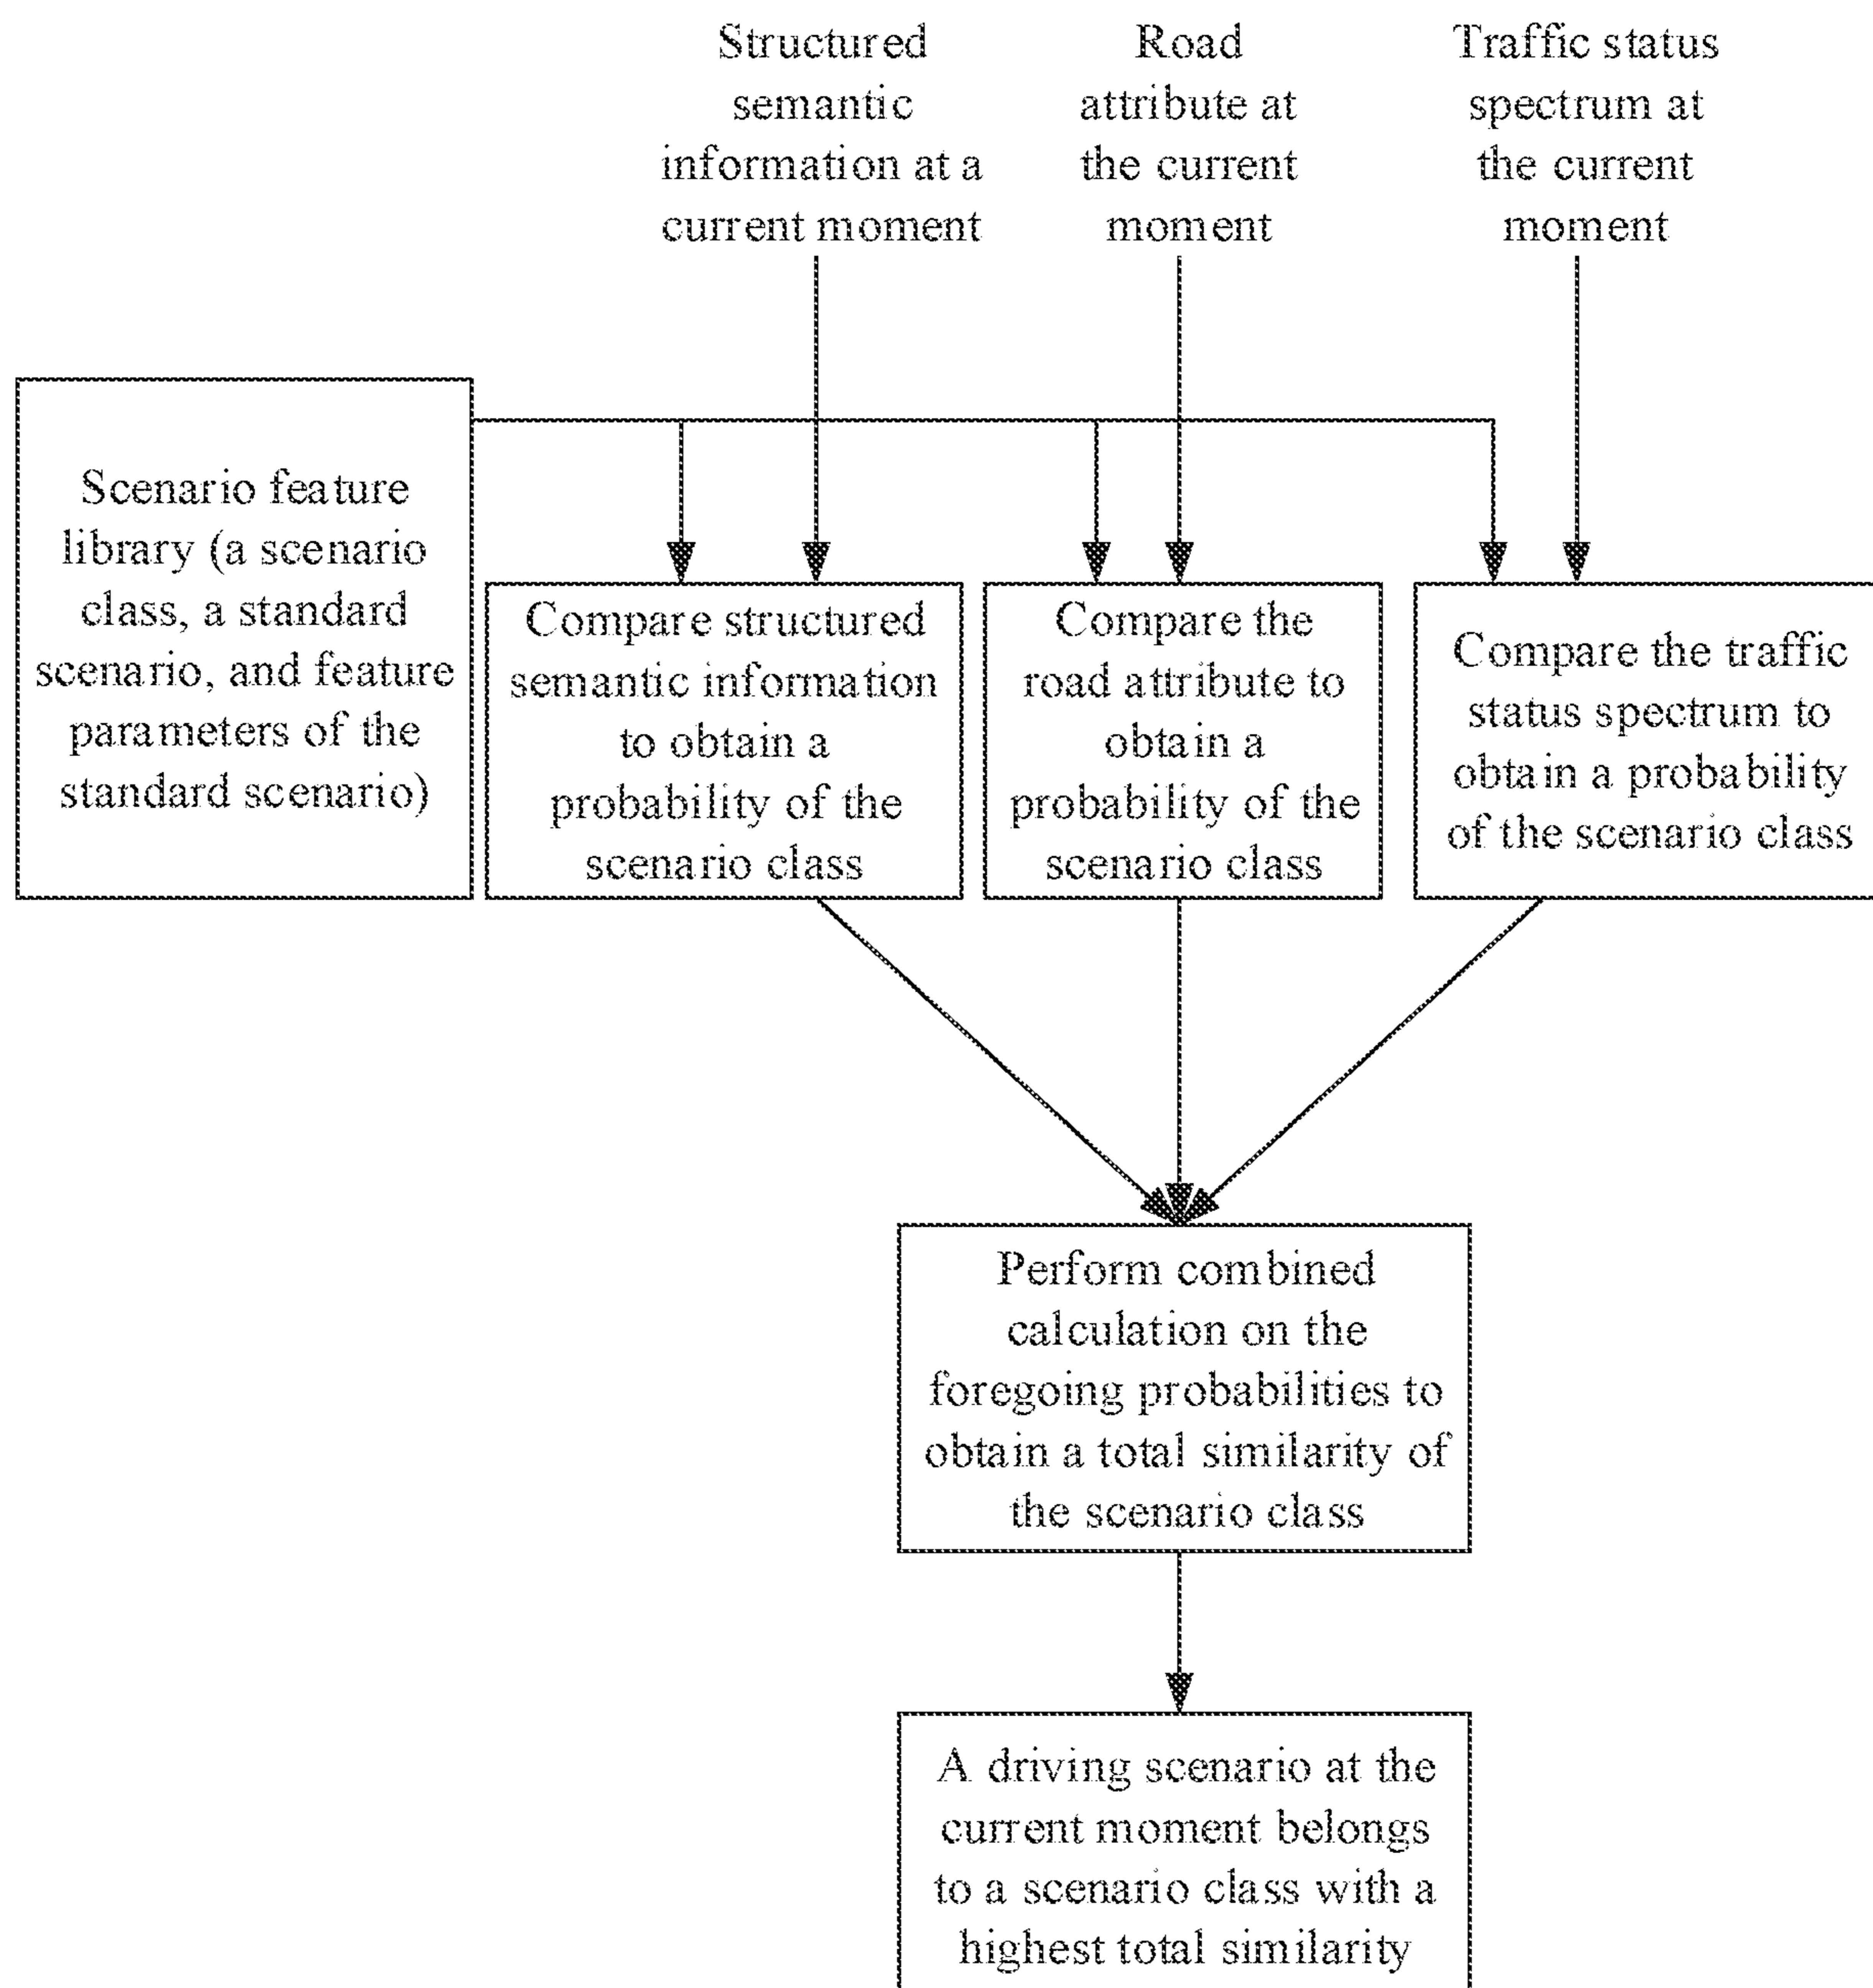 Structured
semantic
information at a
current moment
Road
attribute at
the current
moment
Traffic status
spectrum at
the current
moment
Scenario feature
library (a scenario
class, a standard
scenario, and feature
parameters of the
standard scenario)
Compare structured
semantic information
to obtain a
probability of the
scenario class
Compare the
road attribute to
obtain a
probability of the
scenario class
Compare the traffic
status spectrum to
obtain a probability
of the scenario class
Perform combined
calculation on the
foregoing probabilities to
obtain a total similarity of
the scenario class
A driving scenario at the
current moment belongs
to a scenario class with a
highest total similarity